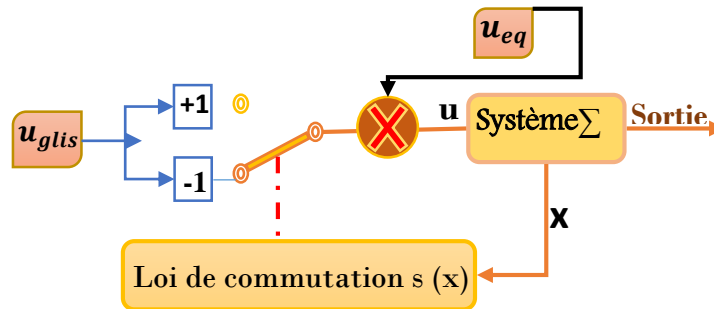 u_eq
+1
u_glis
u
Système∑
Sortie
-1
X
Loi de commutation s (x)